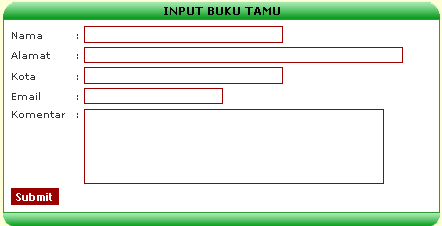 INPUT BUKU TAMU
Nama :
Alamat :
Kota :
Email :
Komentar :
Submit